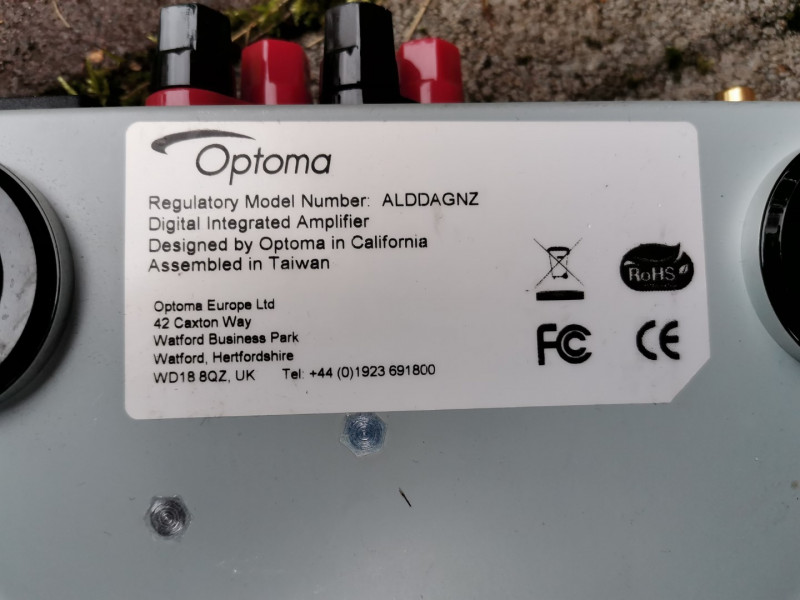 Optoma
Regulatory Model Number: ALDDAGNZ
Digital Integrated Amplifier
Designed by Optoma in California
Assembled in Taiwan
Optoma Europe Ltd
42 Caxton Way
Watford Business Park
Watford, Hertfordshire
WD18 8QZ, UK Tel: +44 (0)1923 691800
RoHS
FC CE